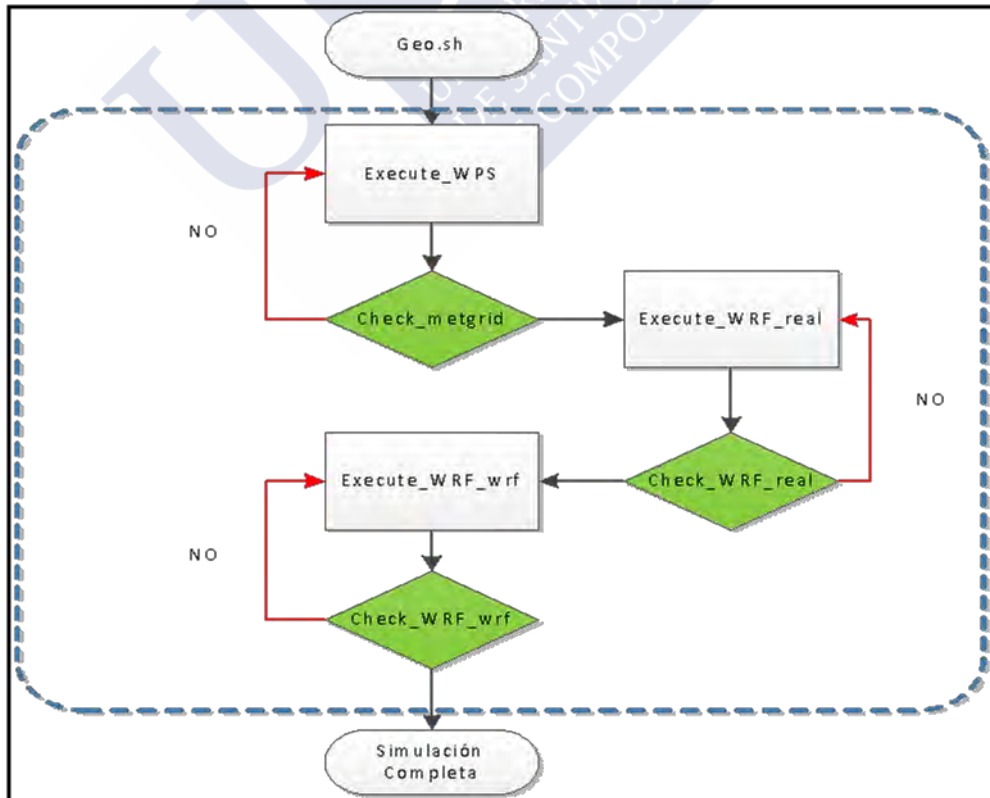 Geo.sh
Execute_WPS
NO
Check_metgrid
Execute_WRF_real
NO
Execute_WRF_wrf
Check_WRF_real
NO
Check_WRF_wrf
Simulación
Completa